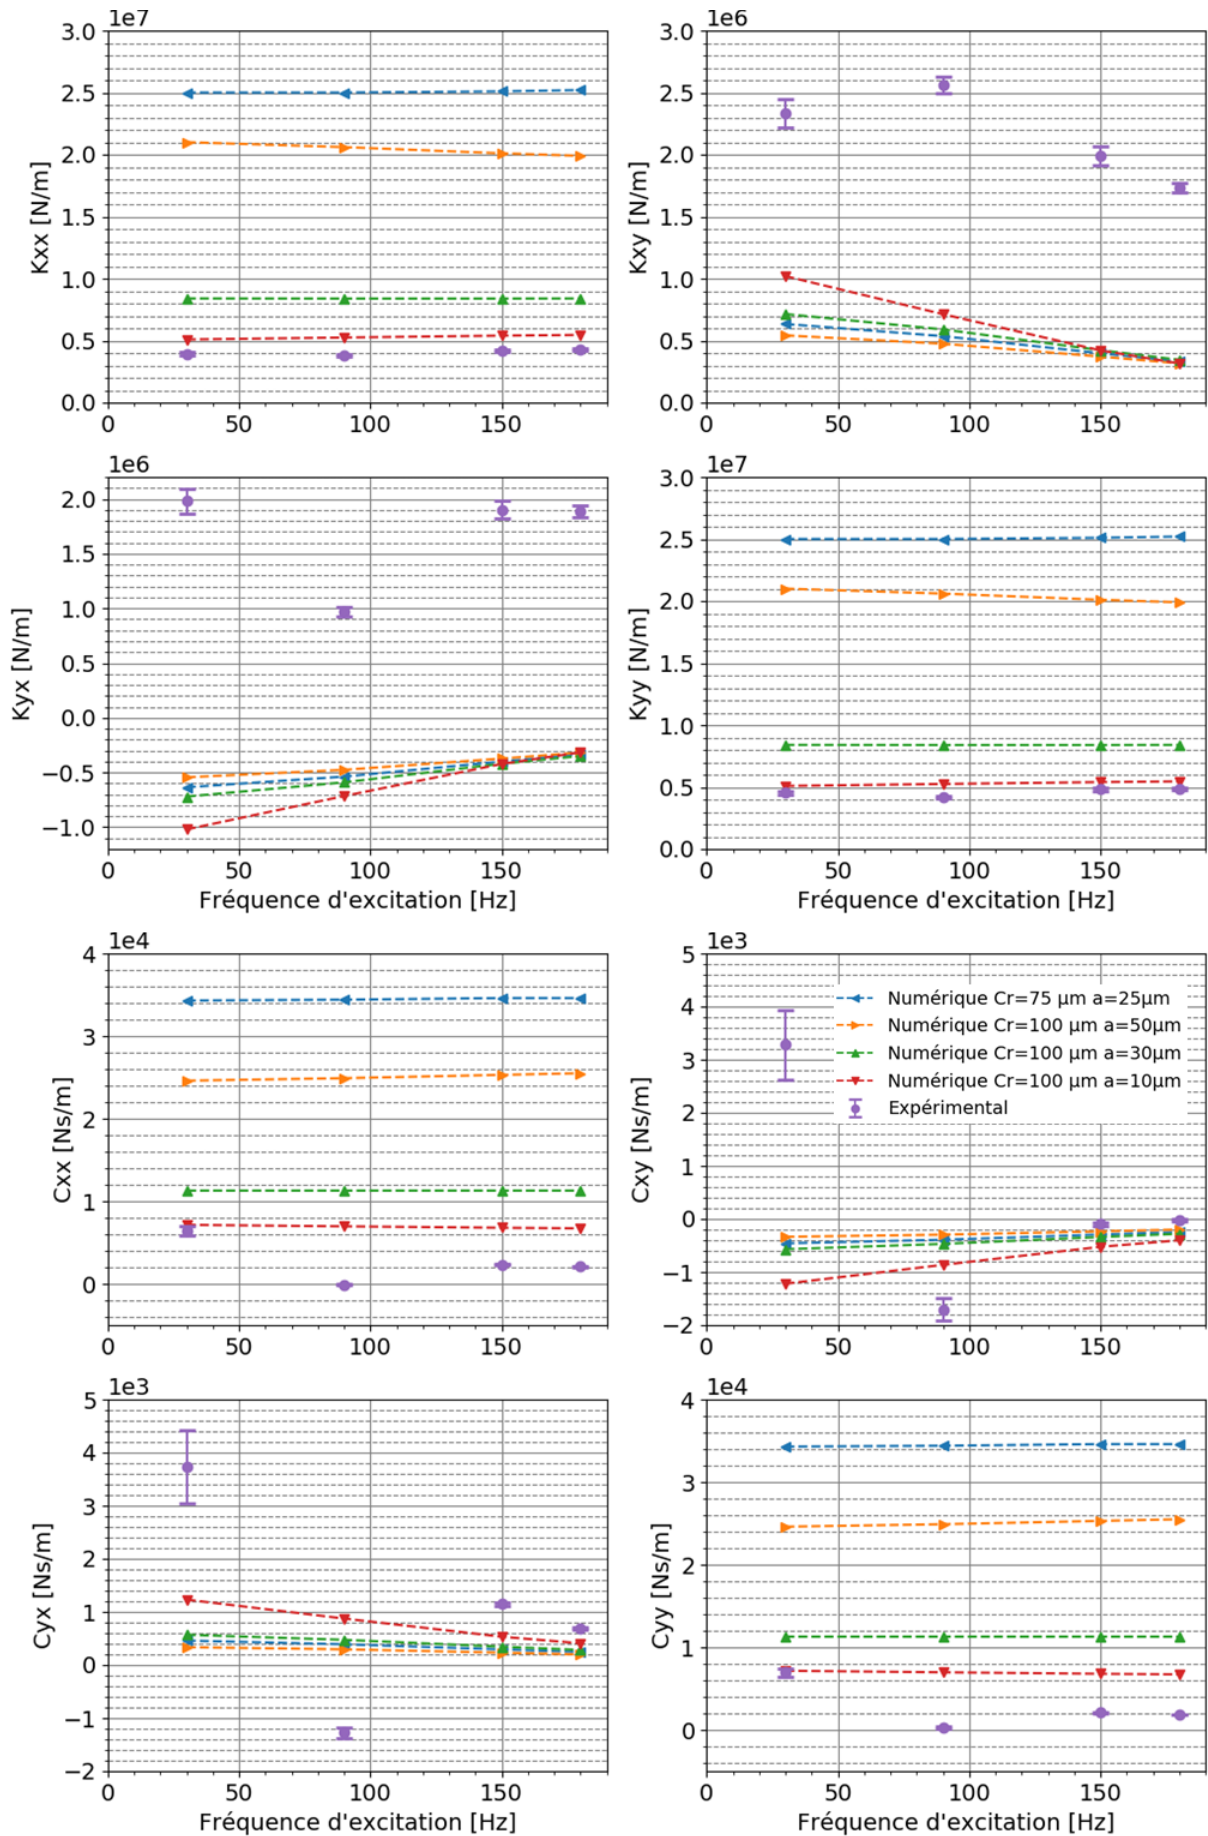 1e7
3.0
2.5
2.0
1.5
1.0
0.5
0.0
Kxx [N/m]
0 50 100 150
1e6
3.0
2.5
2.0
1.5
1.0
0.5
0.0
Kxy [N/m]
0 50 100 150
1e6
2.0
1.5
1.0
0.5
0.0
−0.5
−1.0
Kyx [N/m]
0 50 100 150
Fréquence d'excitation [Hz]
1e7
3.0
2.5
2.0
1.5
1.0
0.5
0.0
Kyy [N/m]
0 50 100 150
Fréquence d'excitation [Hz]
1e4
4
3
2
1
0
Cxx [Ns/m]
0 50 100 150
1e3
5
4
3
2
1
0
−1
−2
Cxy [Ns/m]
Numérique Cr=75 μm a=25μm
Numérique Cr=100 μm a=50μm
Numérique Cr=100 μm a=30μm
Numérique Cr=100 μm a=10μm
Expérimental
0 50 100 150
1e3
5
4
3
2
1
0
−1
−2
Cyx [Ns/m]
0 50 100 150
Fréquence d'excitation [Hz]
1e4
4
3
2
1
0
Cyy [Ns/m]
0 50 100 150
Fréquence d'excitation [Hz]